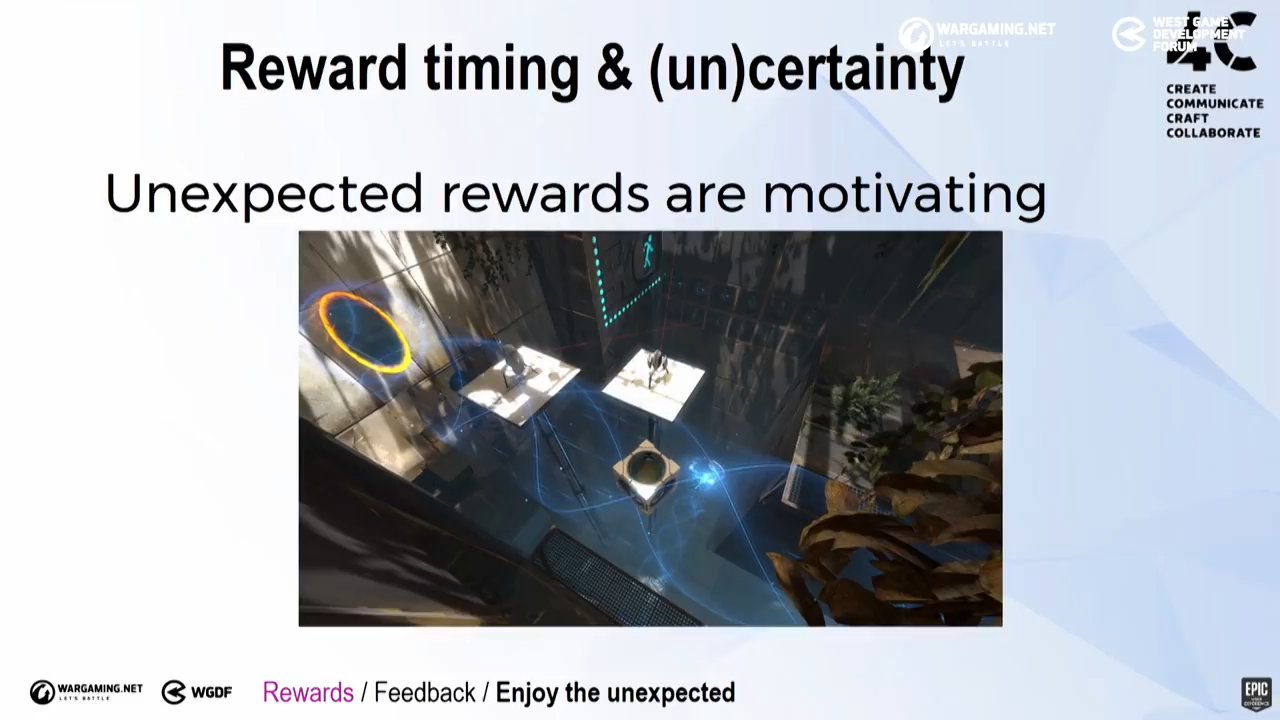 WARGAMING.NET
LET'S BATTLE
WEST GAME
DEVELOPMENT
FORUM
4C
CREATE
COMMUNICATE
CRAFT
COLLABORATE
Reward timing & (un)certainty
Unexpected rewards are motivating
WARGAMING.NET
LET'S BATTLE
WGDF
Rewards / Feedback / Enjoy the unexpected
EPIC